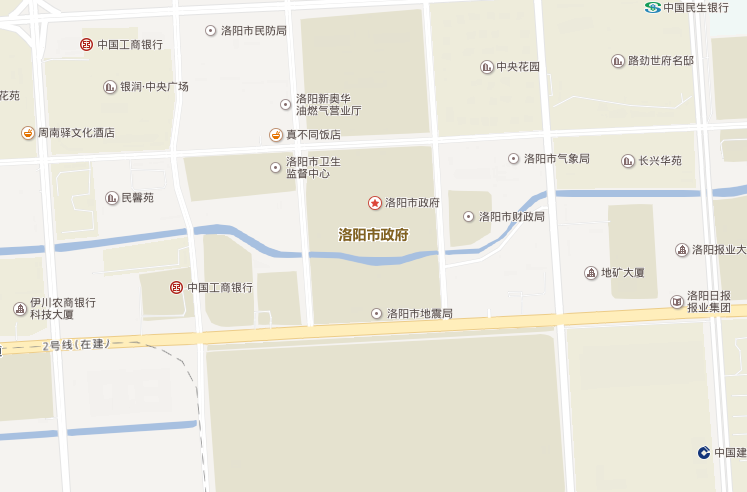 中国民生银行
洛阳市民防局
中国工商银行
中央花园
路劲世府名邸
银润·中央广场
花苑
洛阳新奥华
油燃气营业厅
周南驿文化酒店
真不同饭店
洛阳市卫生
监督中心
洛阳市气象局
长兴华苑
民馨苑
洛阳市政府
洛阳市财政局
洛阳市政府
洛阳报业大
地矿大厦
中国工商银行
伊川农商银行
科技大厦
洛阳日报
报业集团
洛阳市地震局
2号线(在建)
中国建